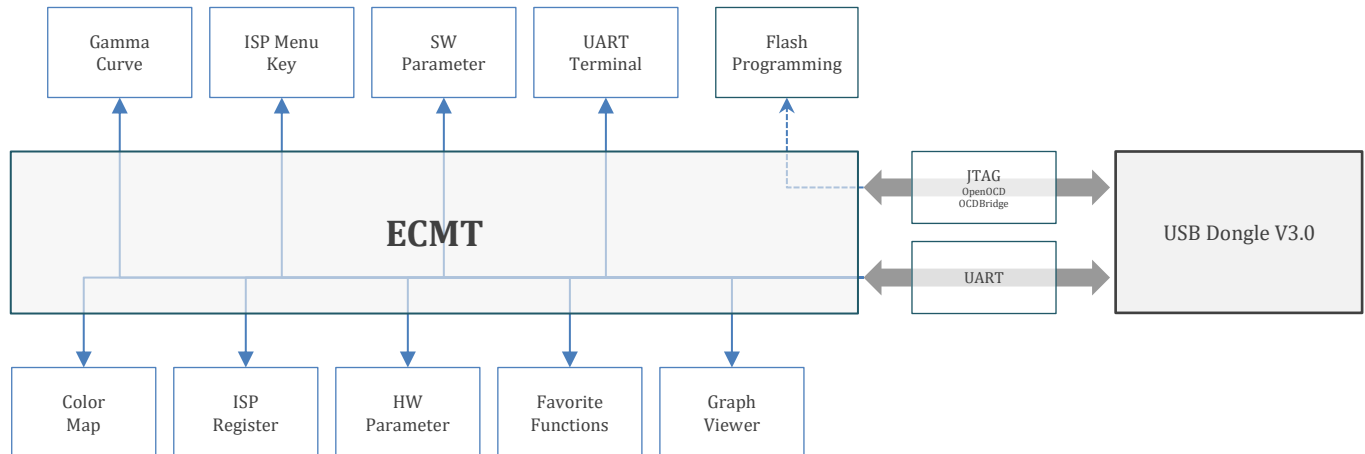 Gamma
Curve
ISP Menu
Key
SW
Parameter
UART
Terminal
Flash
Programming
ECMT
JTAG
OpenOCD
OCDBridge
UART
USB Dongle V3.0
Color
Map
ISP
Register
HW
Parameter
Favorite
Functions
Graph
Viewer